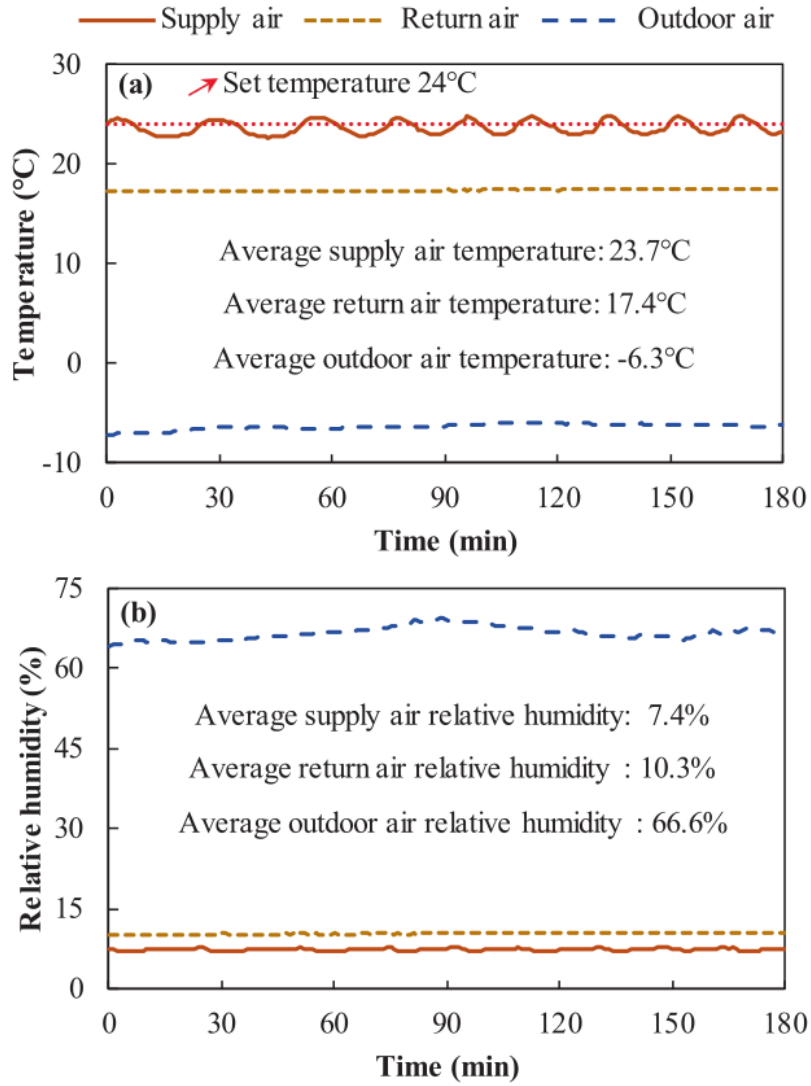 Supply air Return air Outdoor air
30
(a)
Set temperature 24°C
20
10
0
-10
Temperature (°C)
Average supply air temperature: 23.7°C
Average return air temperature: 17.4°C
Average outdoor air temperature: -6.3°C
0 30 60 90 120 150 180
Time (min)
75
(b)
60
45
30
15
0
Relative humidity (%)
Average supply air relative humidity: 7.4%
Average return air relative humidity : 10.3%
Average outdoor air relative humidity : 66.6%
0 30 60 90 120 150 180
Time (min)